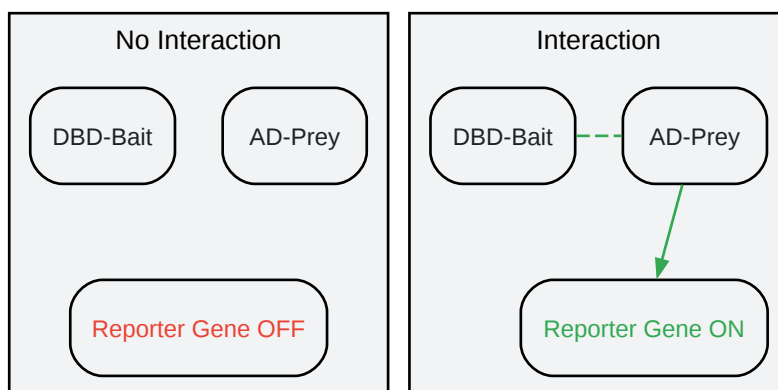 No Interaction
DBD-Bait
AD-Prey
Reporter Gene OFF
Interaction
DBD-Bait
AD-Prey
Reporter Gene ON